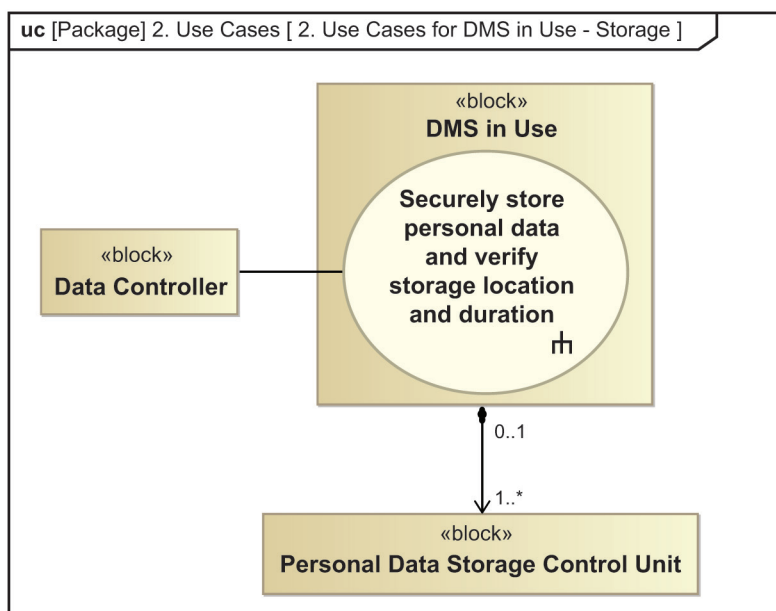 uc [Package] 2. Use Cases [ 2. Use Cases for DMS in Use - Storage ]
«block»
DMS in Use
Securely store
personal data
and verify
storage location
and duration
«block»
Data Controller
0..1
1..*
«block»
Personal Data Storage Control Unit